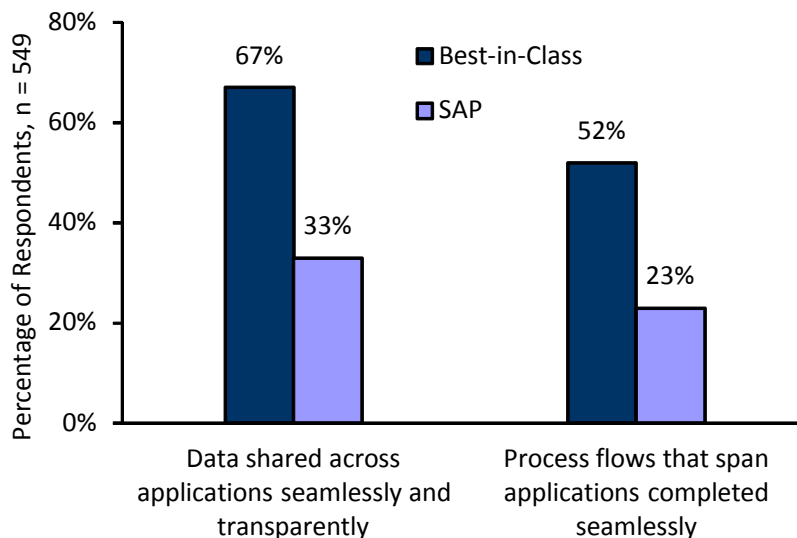 Percentage of Respondents, n = 549
80%
60%
40%
20%
0%
Best-in-Class
SAP
67%
33%
52%
23%
Data shared across
applications seamlessly and
transparently
Process flows that span
applications completed
seamlessly